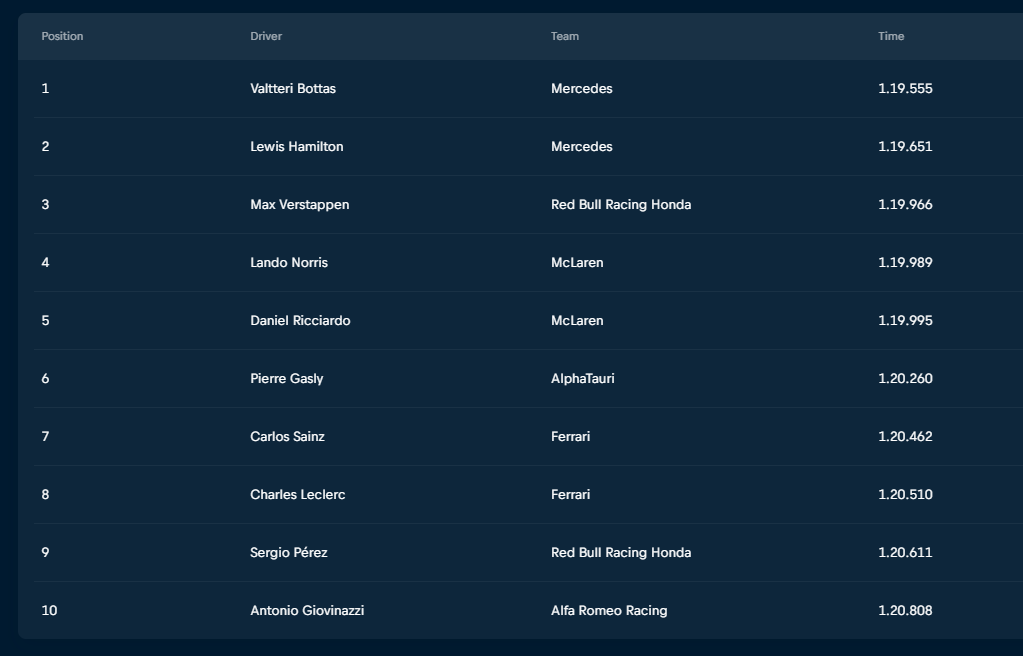 Position Driver Team Time
1 Valtteri Bottas Mercedes 1.19.555
2 Lewis Hamilton Mercedes 1.19.651
3 Max Verstappen Red Bull Racing Honda 1.19.966
4 Lando Norris McLaren 1.19.989
5 Daniel Ricciardo McLaren 1.19.995
6 Pierre Gasly AlphaTauri 1.20.260
7 Carlos Sainz Ferrari 1.20.462
8 Charles Leclerc Ferrari 1.20.510
9 Sergio Pérez Red Bull Racing Honda 1.20.611
10 Antonio Giovinazzi Alfa Romeo Racing 1.20.808